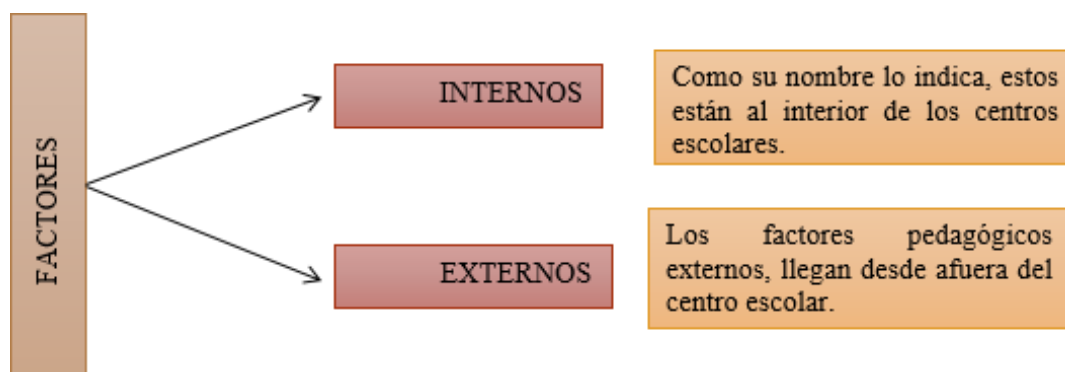 FACTORES
INTERNOS
Como su nombre lo indica, estos
están al interior de los centros
escolares.
EXTERNOS
Los factores pedagógicos
externos, llegan desde afuera del
centro escolar.